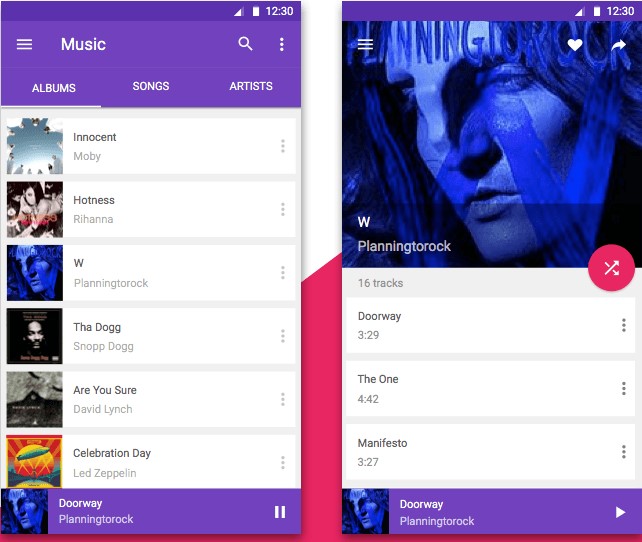 12:30
Music
ALBUMS
SONGS
ARTISTS
Innocent
Moby
Hotness
Rihanna
W
Planningtorock
Tha Dogg
Snopp Dogg
Are You Sure
David Lynch
Celebration Day
Led Zeppelin
Doorway
Planningtorock
12:30
PLANNINGTOROCK
W
Planningtorock
16 tracks
Doorway
3:29
The One
4:42
Manifesto
3:27
Doorway
Planningtorock